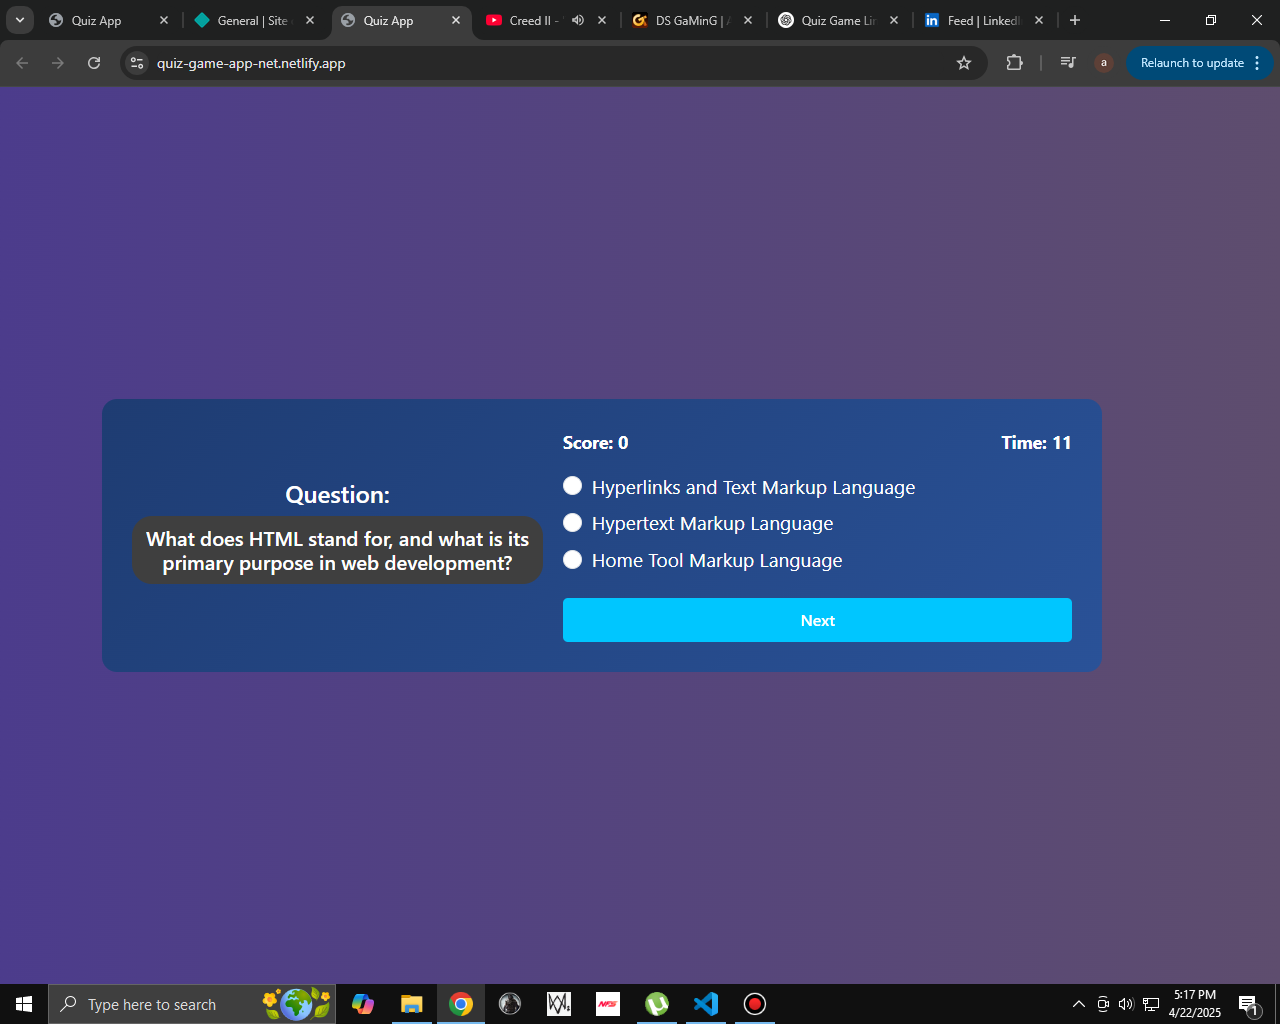 Quiz App
General | Site
Quiz App
Creed II -
DS GaMinG |
Quiz Game Lin
Feed | LinkedI
quiz-game-app-net.netlify.app
a
Relaunch to update
Score: 0
Time: 11
Question:
What does HTML stand for, and what is its
primary purpose in web development?
Hyperlinks and Text Markup Language
Hypertext Markup Language
Home Tool Markup Language
Next
Type here to search
NFS
5:17 PM
4/22/2025
1